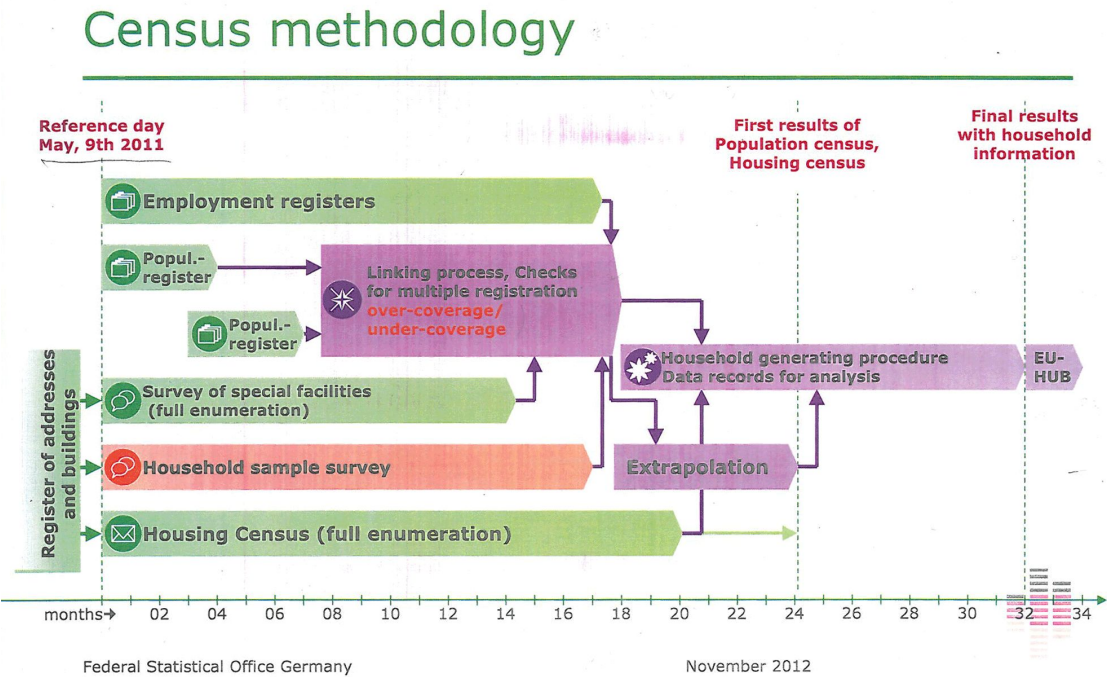 Census methodology
Reference day
May, 9th 2011
First results of
Population census,
Housing census
Final results
with household
information
Employment registers
Popul.-
register
Linking process, Checks
for multiple registration
over-coverage/
under-coverage
Popul.-
register
Household generating procedure
Data records for analysis
EU-
HUB
Register of addresses
and buildings
Survey of special facilities
(full enumeration)
Household sample survey
Extrapolation
Housing Census (full enumeration)
months 02 04 06 08 10 12 14 16 18 20 22 24 26 28 30 32 34
Federal Statistical Office Germany
November 2012